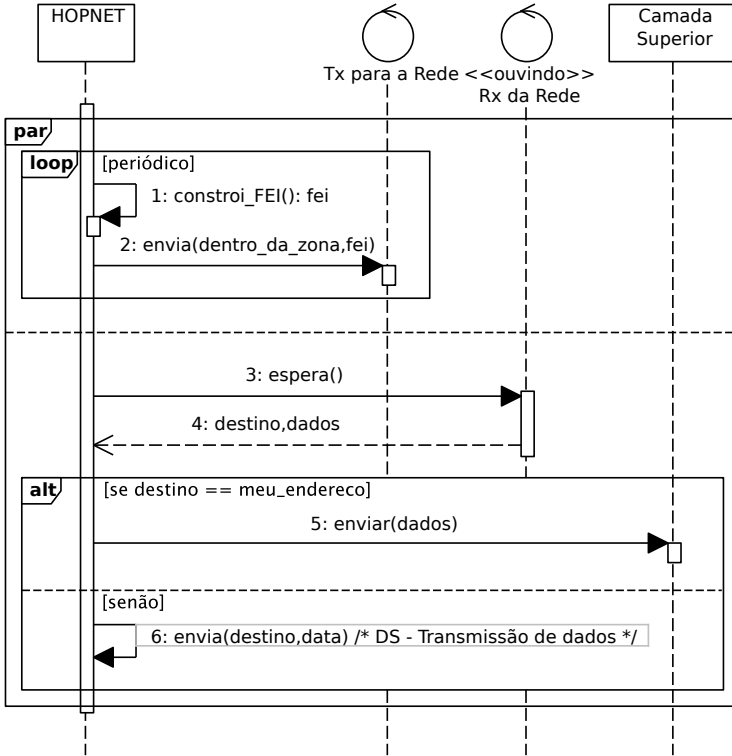 HOPNET
Tx para a Rede
<<ouvindo>>
Rx da Rede
Camada
Superior
par
loop
[periódico]
1: constroi_FEI(): fei
2: envia(dentro_da_zona,fei)
3: espera()
4: destino,dados
alt
[se destino == meu_endereco]
5: enviar(dados)
[senão]
6: envia(destino,data) /* DS - Transmissão de dados */